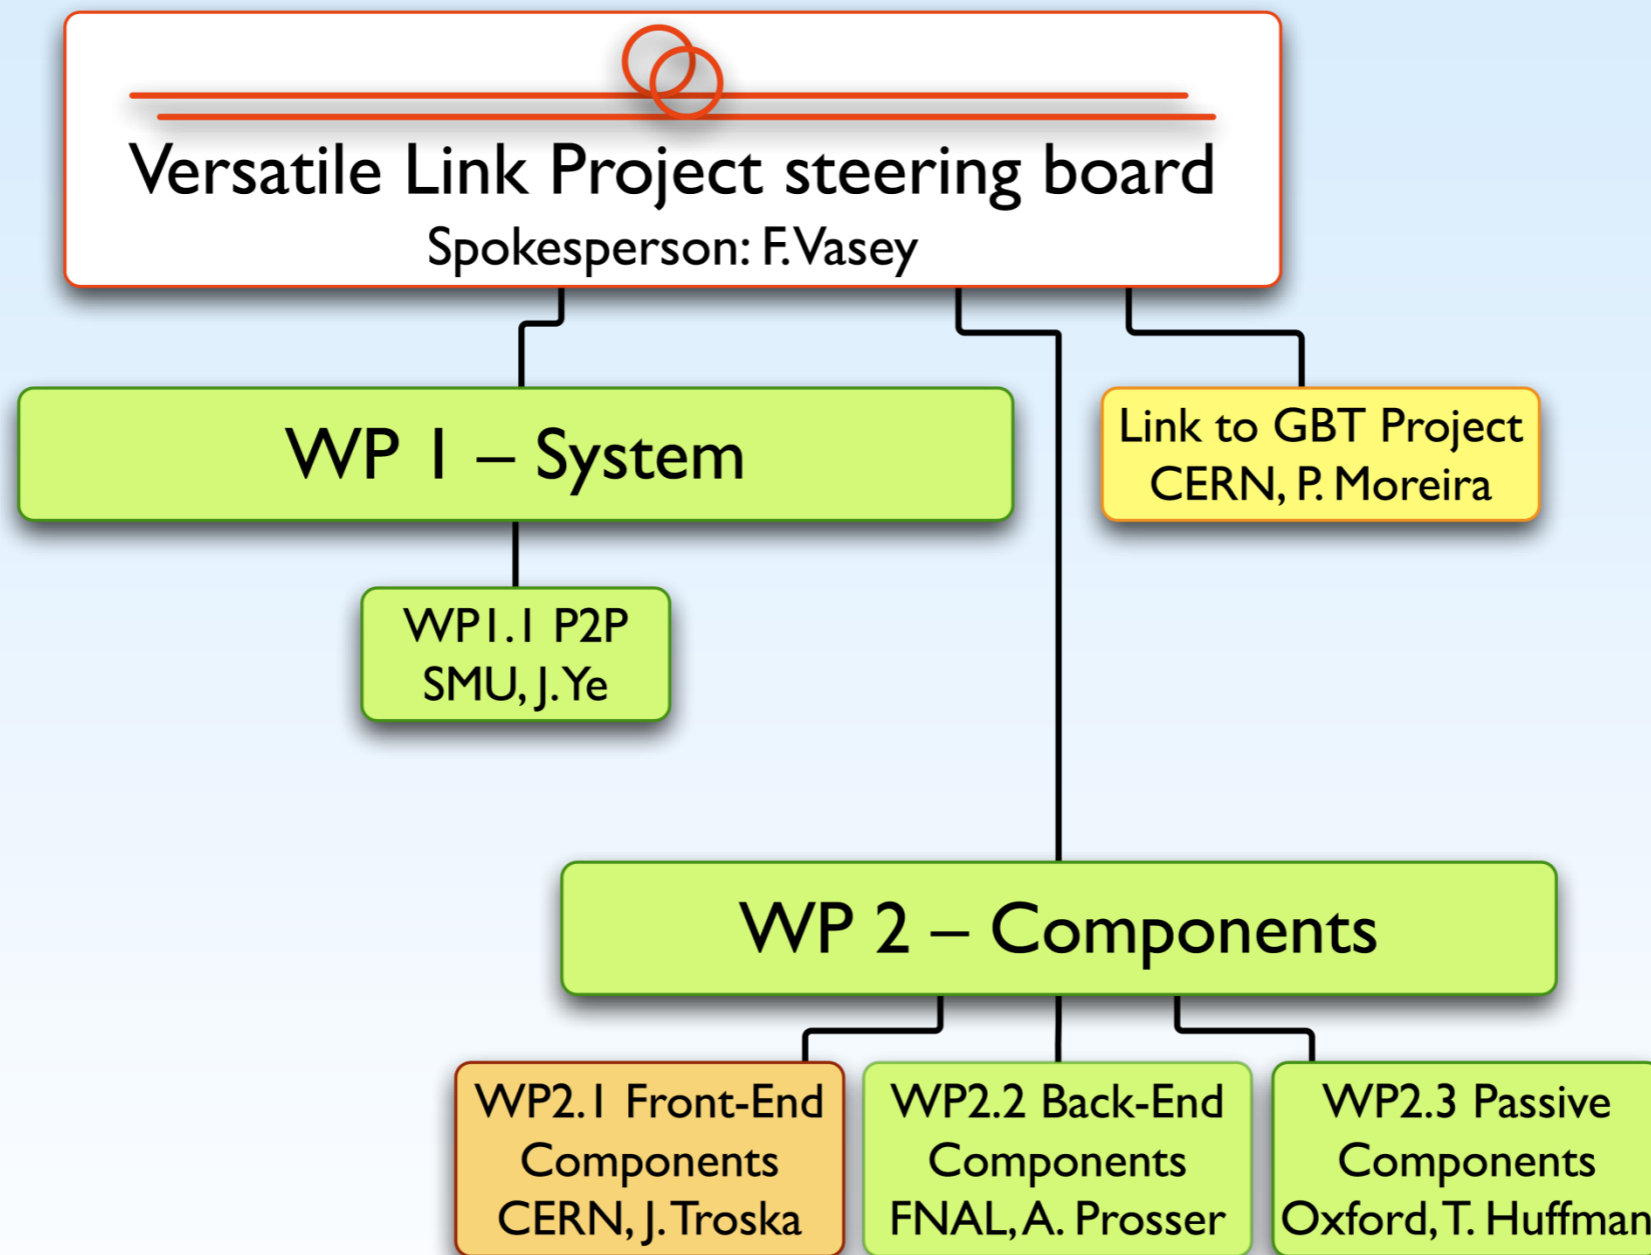 Versatile Link Project steering board
Spokesperson: F. Vasey
WP 1 – System
Link to GBT Project
CERN, P. Moreira
WP1.1 P2P
SMU, J. Ye
WP 2 – Components
WP2.1 Front-End
Components
CERN, J. Troska
WP2.2 Back-End
Components
FNAL, A. Prosser
WP2.3 Passive
Components
Oxford, T. Huffman